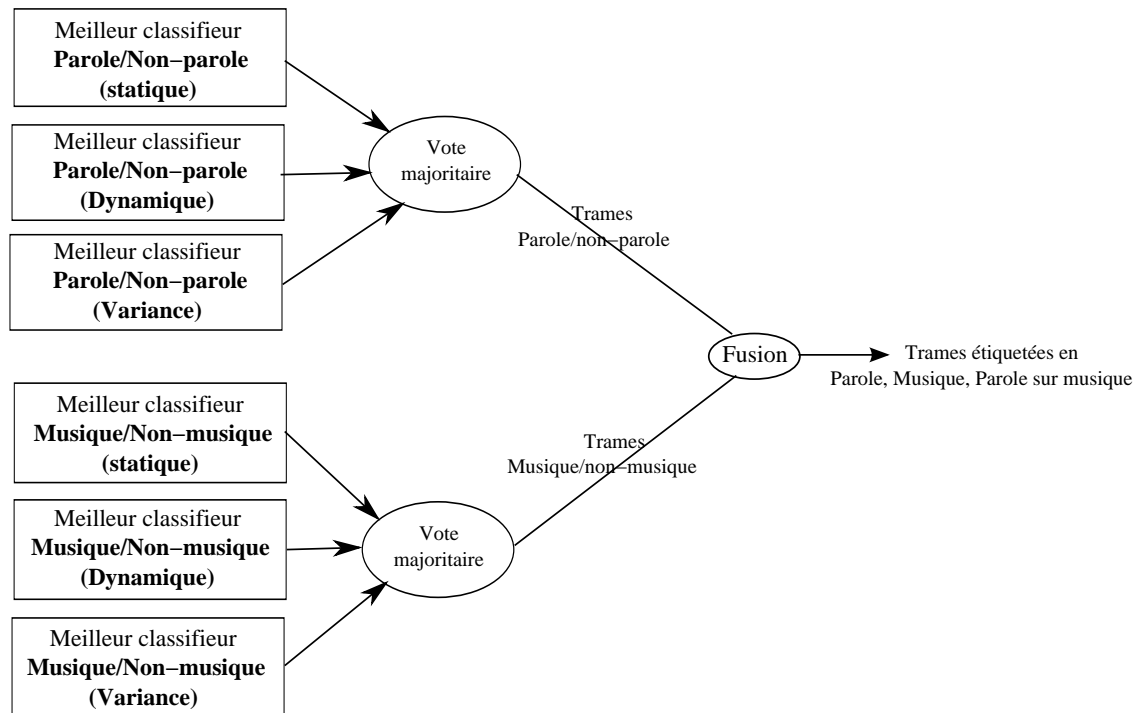 Meilleur classifieur
Parole/Non−parole
(statique)
Meilleur classifieur
Parole/Non−parole
(Dynamique)
Meilleur classifieur
Parole/Non−parole
(Variance)
Vote
majoritaire
Trames
Parole/non−parole
Fusion
Trames étiquetées en
Parole, Musique, Parole sur musique
Meilleur classifieur
Musique/Non−musique
(statique)
Meilleur classifieur
Musique/Non−musique
(Dynamique)
Meilleur classifieur
Musique/Non−musique
(Variance)
Vote
majoritaire
Trames
Musique/non−musique